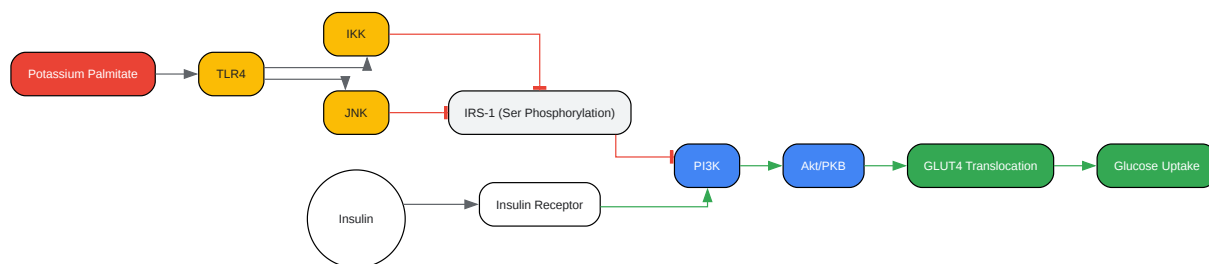 IKK
Potassium Palmitate
TLR4
JNK
IRS-1 (Ser Phosphorylation)
PI3K
Akt/PKB
GLUT4 Translocation
Glucose Uptake
Insulin
Insulin Receptor